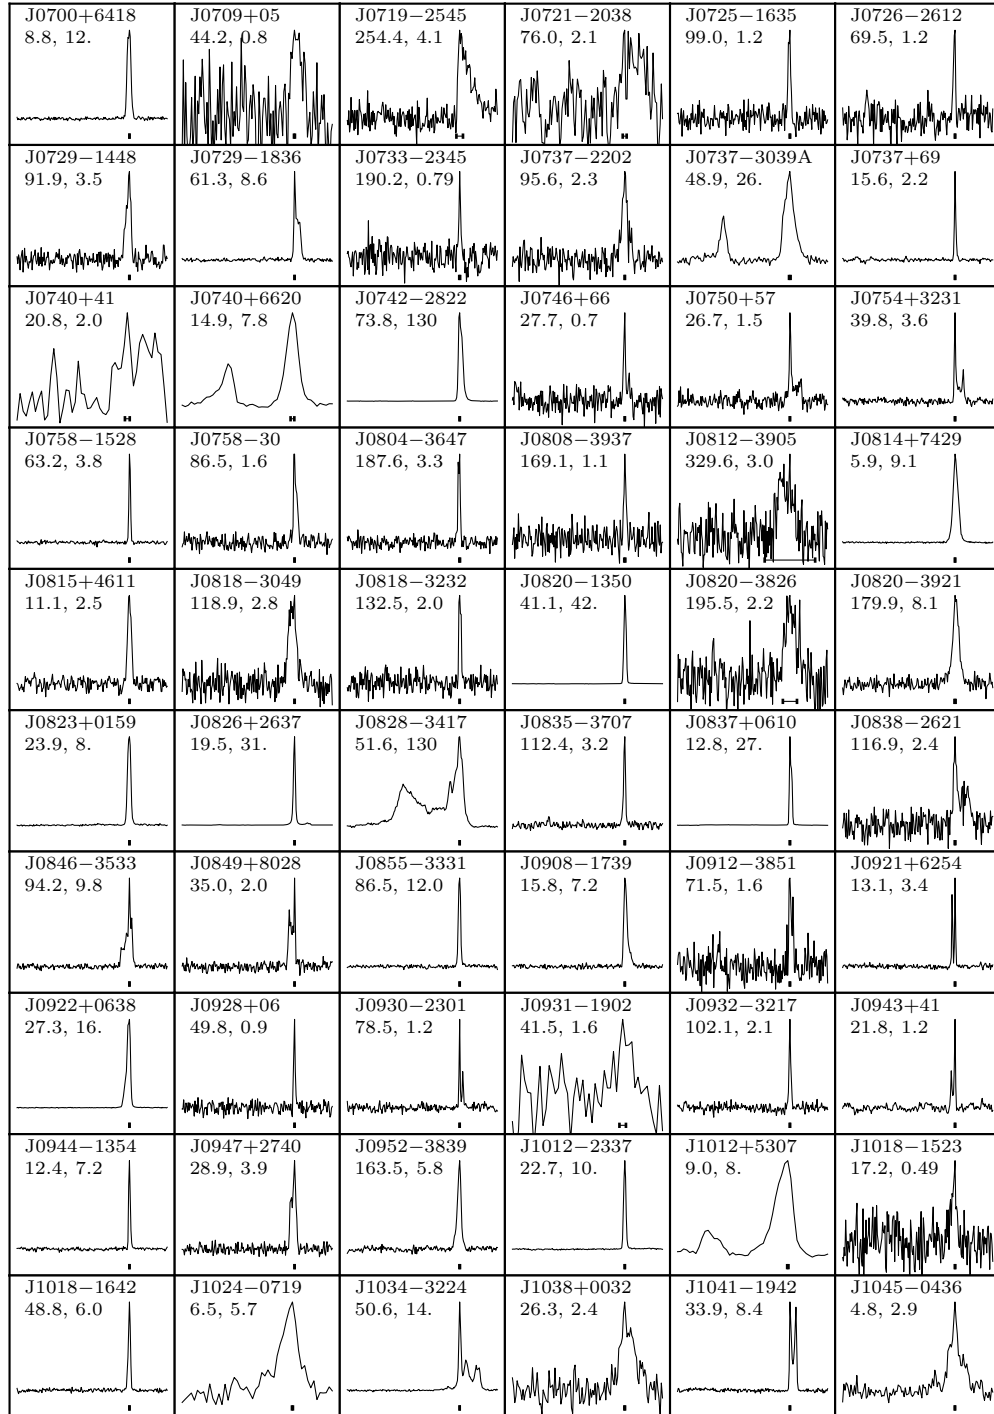 J0700+6418
8.8, 12.
J0709+05
44.2, 0.8
J0719−2545
254.4, 4.1
J0721−2038
76.0, 2.1
J0725−1635
99.0, 1.2
J0726−2612
69.5, 1.2
J0729−1448
91.9, 3.5
J0729−1836
61.3, 8.6
J0733−2345
190.2, 0.79
J0737−2202
95.6, 2.3
J0737−3039A
48.9, 26.
J0737+69
15.6, 2.2
J0740+41
20.8, 2.0
J0740+6620
14.9, 7.8
J0742−2822
73.8, 130
J0746+66
27.7, 0.7
J0750+57
26.7, 1.5
J0754+3231
39.8, 3.6
J0758−1528
63.2, 3.8
J0758−30
86.5, 1.6
J0804−3647
187.6, 3.3
J0808−3937
169.1, 1.1
J0812−3905
329.6, 3.0
J0814+7429
5.9, 9.1
J0815+4611
11.1, 2.5
J0818−3049
118.9, 2.8
J0818−3232
132.5, 2.0
J0820−1350
41.1, 42.
J0820−3826
195.5, 2.2
J0820−3921
179.9, 8.1
J0823+0159
23.9, 8.
J0826+2637
19.5, 31.
J0828−3417
51.6, 130
J0835−3707
112.4, 3.2
J0837+0610
12.8, 27.
J0838−2621
116.9, 2.4
J0846−3533
94.2, 9.8
J0849+8028
35.0, 2.0
J0855−3331
86.5, 12.0
J0908−1739
15.8, 7.2
J0912−3851
71.5, 1.6
J0921+6254
13.1, 3.4
J0922+0638
27.3, 16.
J0928+06
49.8, 0.9
J0930−2301
78.5, 1.2
J0931−1902
41.5, 1.6
J0932−3217
102.1, 2.1
J0943+41
21.8, 1.2
J0944−1354
12.4, 7.2
J0947+2740
28.9, 3.9
J0952−3839
163.5, 5.8
J1012−2337
22.7, 10.
J1012+5307
9.0, 8.
J1018−1523
17.2, 0.49
J1018−1642
48.8, 6.0
J1024−0719
6.5, 5.7
J1034−3224
50.6, 14.
J1038+0032
26.3, 2.4
J1041−1942
33.9, 8.4
J1045−0436
4.8, 2.9